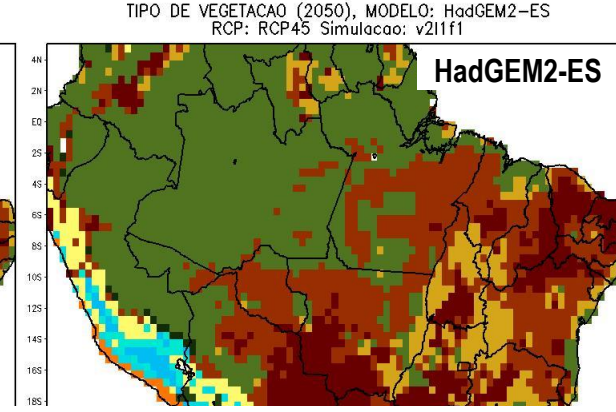 TIPO DE VEGETACAO (2050), MODELO: HadGEM2-ES
RCP: RCP45 Simulacao: v2l1f1
HadGEM2-ES
4N
2N
EQ
2S
4S
6S
8S
10S
12S
14S
16S
18S